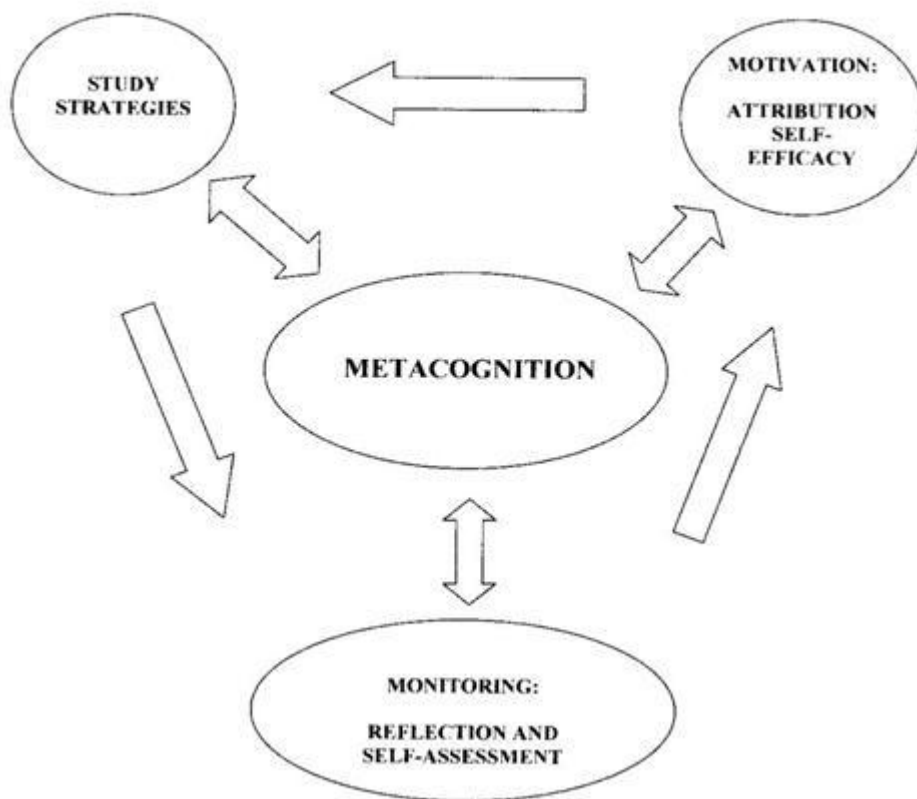 STUDY
STRATEGIES
MOTIVATION:
ATTRIBUTION
SELF-
EFFICACY
METACOGNITION
MONITORING:
REFLECTION AND
SELF-ASSESSMENT